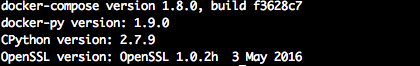 docker-compose version 1.8.0, build f3628c7
docker-py version: 1.9.0
CPython version: 2.7.9
OpenSSL version: OpenSSL 1.0.2h  3 May 2016